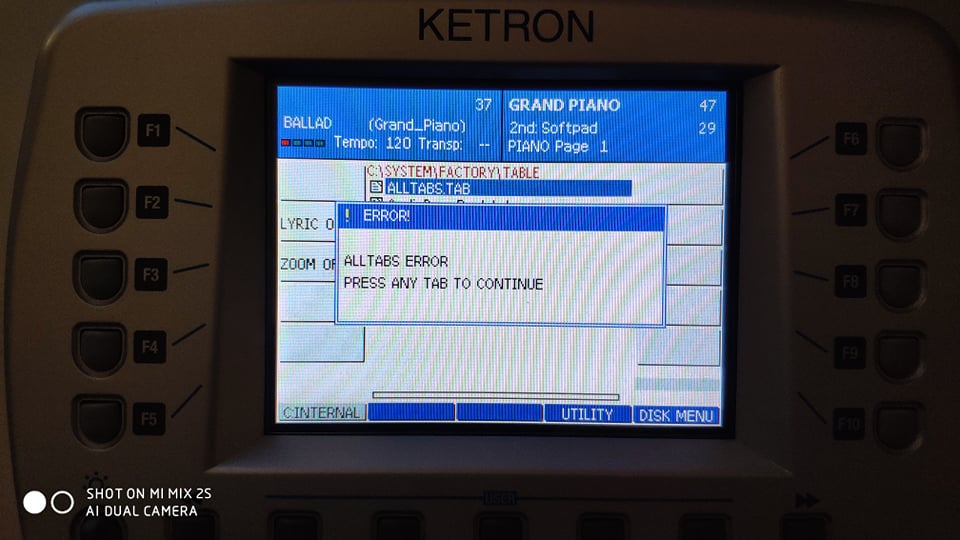 KETRON
37
BALLAD
(Grand_Piano)
Tempo: 120 Transp: --
GRAND PIANO 47
2nd: Softpad 29
PIANO Page 1
C:\SYSTEM\FACTORY\TABLE
ALLTABS.TAB
LYRIC O
ZOOM OF
! ERROR!
ALLTABS ERROR
PRESS ANY TAB TO CONTINUE
C:INTERNAL
UTILITY
DISK MENU
F1
F2
F3
F4
F5
F6
F7
F8
F9
F10
USER
SHOT ON MI MIX 2S
AI DUAL CAMERA